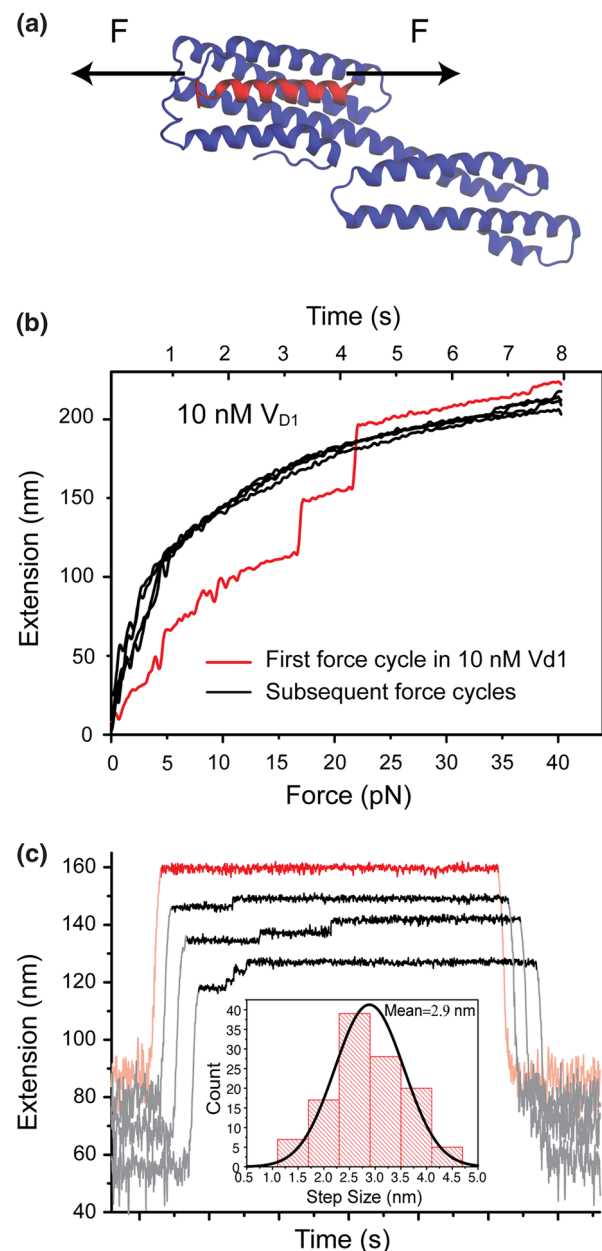 (a)
F F
(b)
Time (s)
1 2 3 4 5 6 7 8
10 nM VD1
Extension (nm)
200
150
100
50
0
First force cycle in 10 nM Vd1
Subsequent force cycles
0 5 10 15 20 25 30 35 40
Force (pN)
(c)
Extension (nm)
160
140
120
100
80
60
40
Mean=2.9 nm
Count
40
35
30
25
20
15
10
5
0
0.5 1.0 1.5 2.0 2.5 3.0 3.5 4.0 4.5 5.0
Step Size (nm)
Time (s)